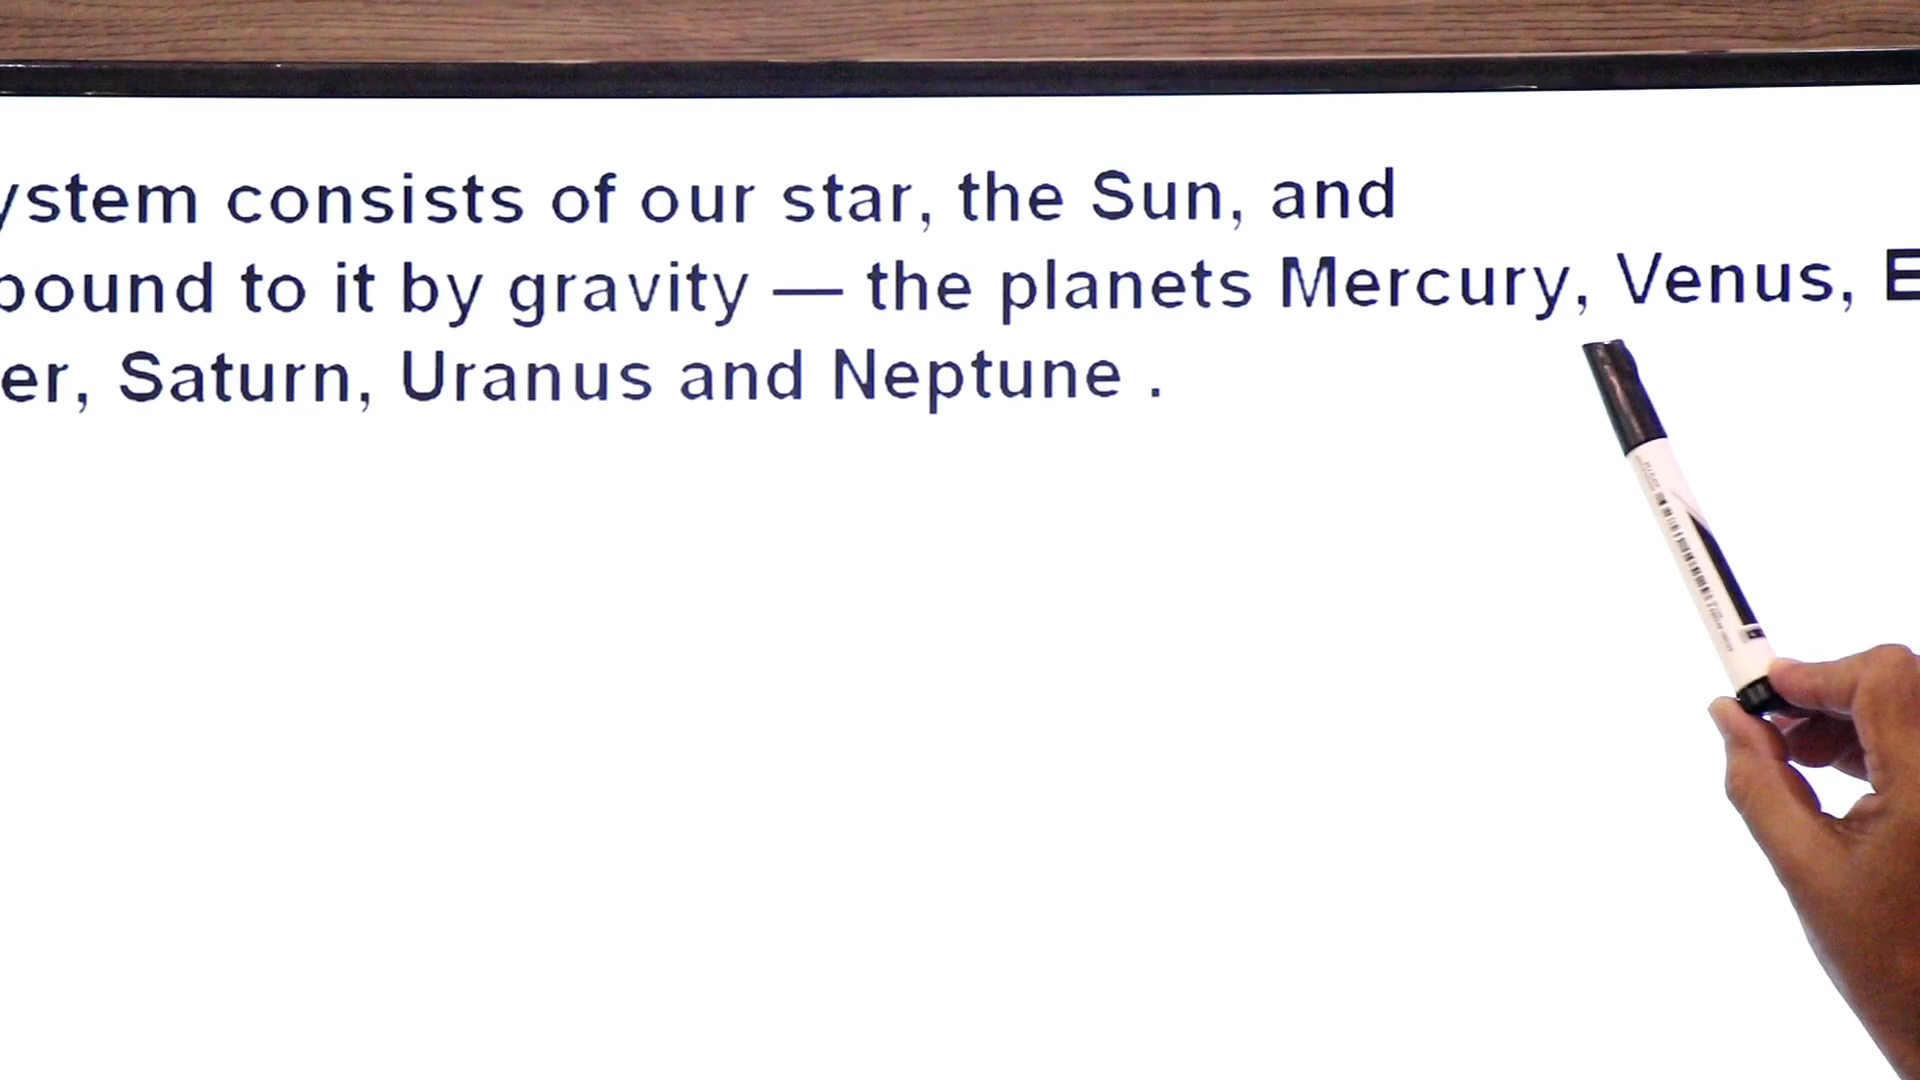 ystem consists of our star, the Sun, and
bound to it by gravity — the planets Mercury, Venus, E
er, Saturn, Uranus and Neptune .